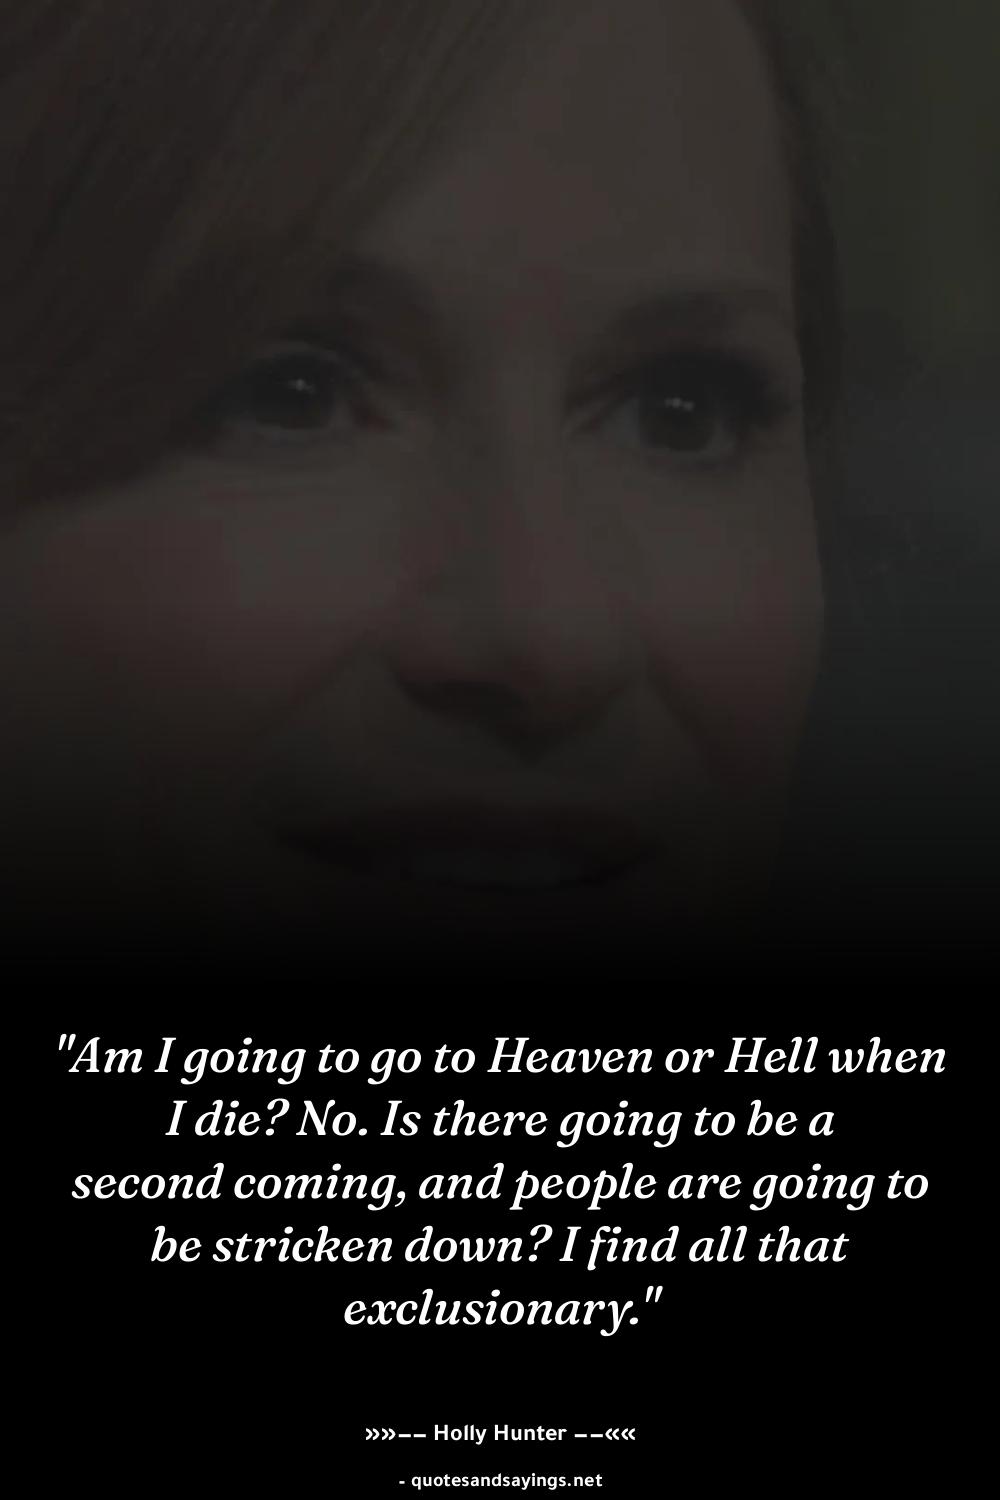 "Am I going to go to Heaven or Hell when
I die? No. Is there going to be a
second coming, and people are going to
be stricken down? I find all that
exclusionary."
»»−− Holly Hunter −−««
- quotesandsayings.net